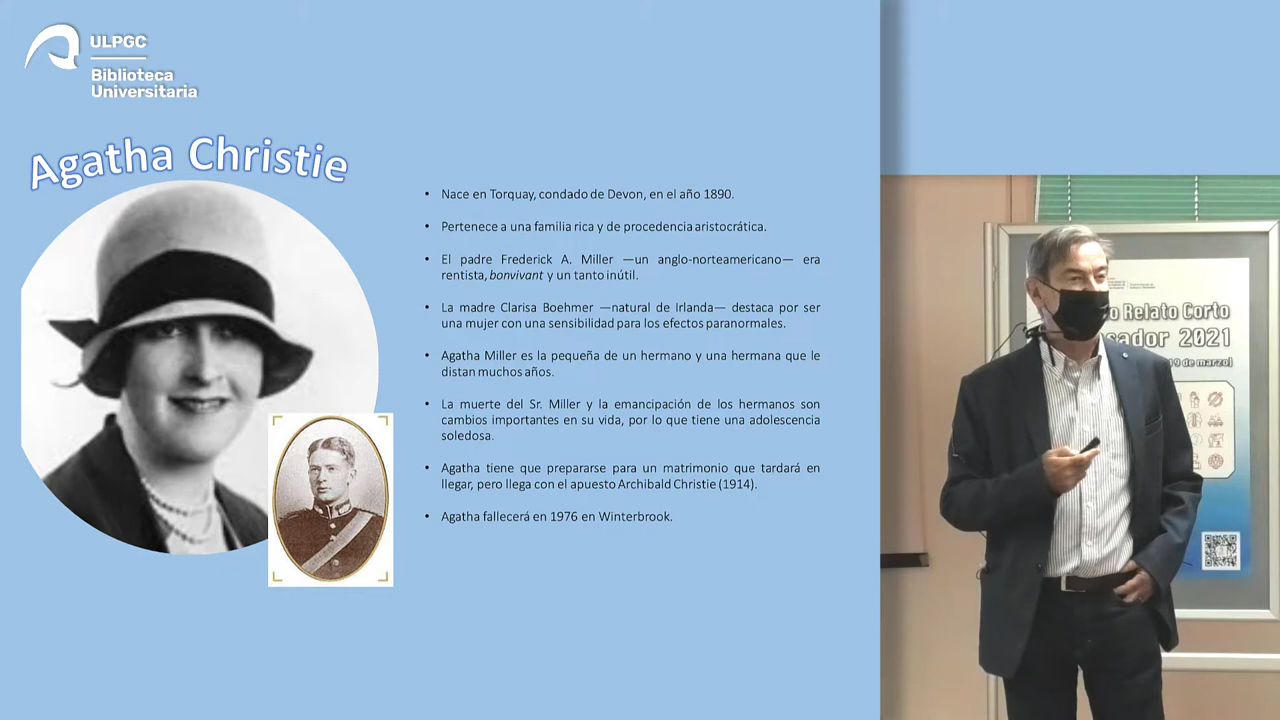 ULPGC
Biblioteca
Universitaria
Agatha Christie
• Nace en Torquay, condado de Devon, en el año 1890.
• Pertenece a una familia rica y de procedencia aristocrática.
• El padre Frederick A. Miller —un anglo-norteamericano— era
rentista, bonvivant y un tanto inútil.
• La madre Clarisa Boehmer —natural de Irlanda— destaca por ser
una mujer con una sensibilidad para los efectos paranormales.
• Agatha Miller es la pequeña de un hermano y una hermana que le
distan muchos años.
• La muerte del Sr. Miller y la emancipación de los hermanos son
cambios importantes en su vida, por lo que tiene una adolescencia
soledosa.
• Agatha tiene que prepararse para un matrimonio que tardará en
llegar, pero llega con el apuesto Archibald Christie (1914).
• Agatha fallecerá en 1976 en Winterbrook.
Relato Corto
2021
19 de marzo)